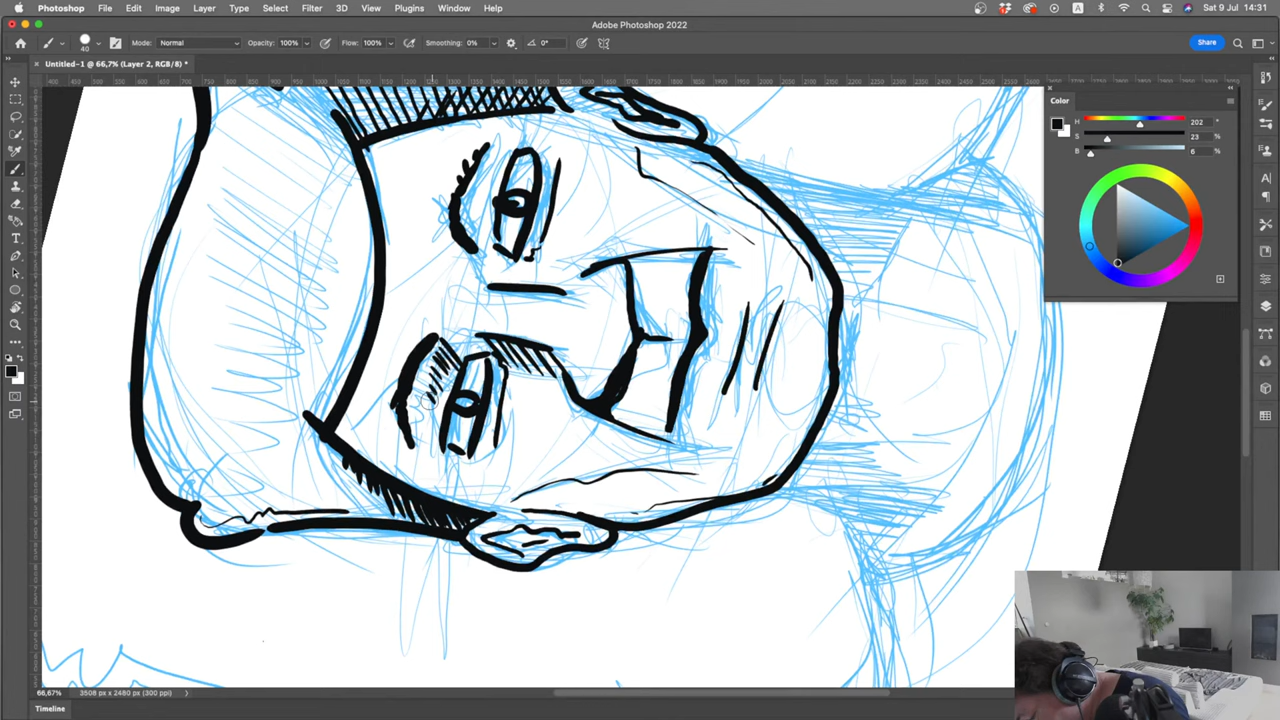 Photoshop File Edit Image Layer Type Select Filter 3D View Plugins Window Help Sat 9 Jul 14:31
Adobe Photoshop 2022
40 Mode: Normal Opacity: 100% Flow: 100% Smoothing: 0% 0° Share
Untitled-1 @ 66,7% (Layer 2, RGB/8) *
Color
H 202 °
S 23 %
B 6 %
66,67% 3508 px x 2480 px (300 ppi)
Timeline